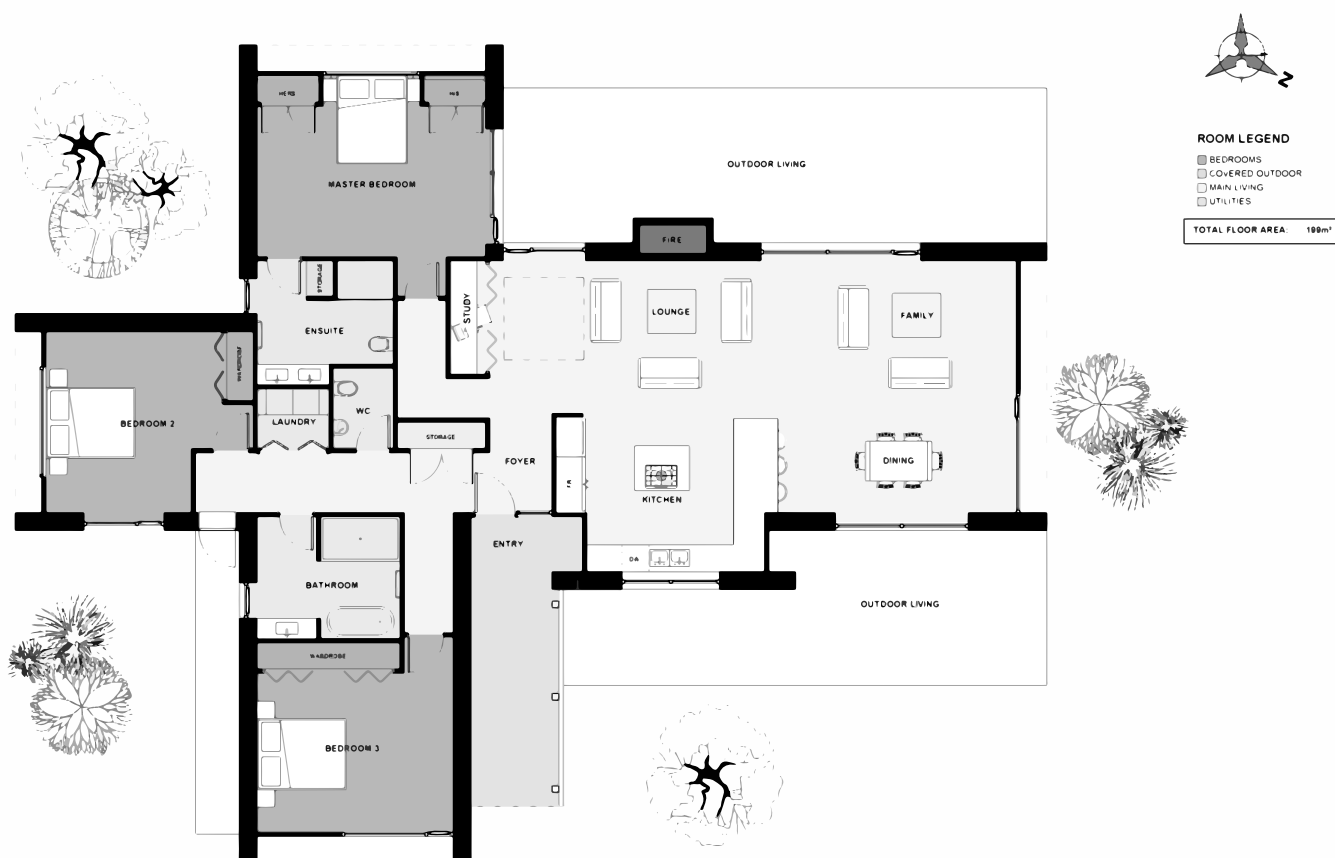 HERS
HIS
MASTER BEDROOM
OUTDOOR LIVING
N
ROOM LEGEND
BEDROOMS
COVERED OUTDOOR
MAIN LIVING
UTILITIES
TOTAL FLOOR AREA: 199m²
FIRE
STORAGE
STUDY
LOUNGE
FAMILY
ENSUITE
WARDROBE
BEDROOM 2
LAUNDRY
WC
STORAGE
FOYER
DINING
KITCHEN
ENTRY
BATHROOM
OUTDOOR LIVING
WARDROBE
BEDROOM 3